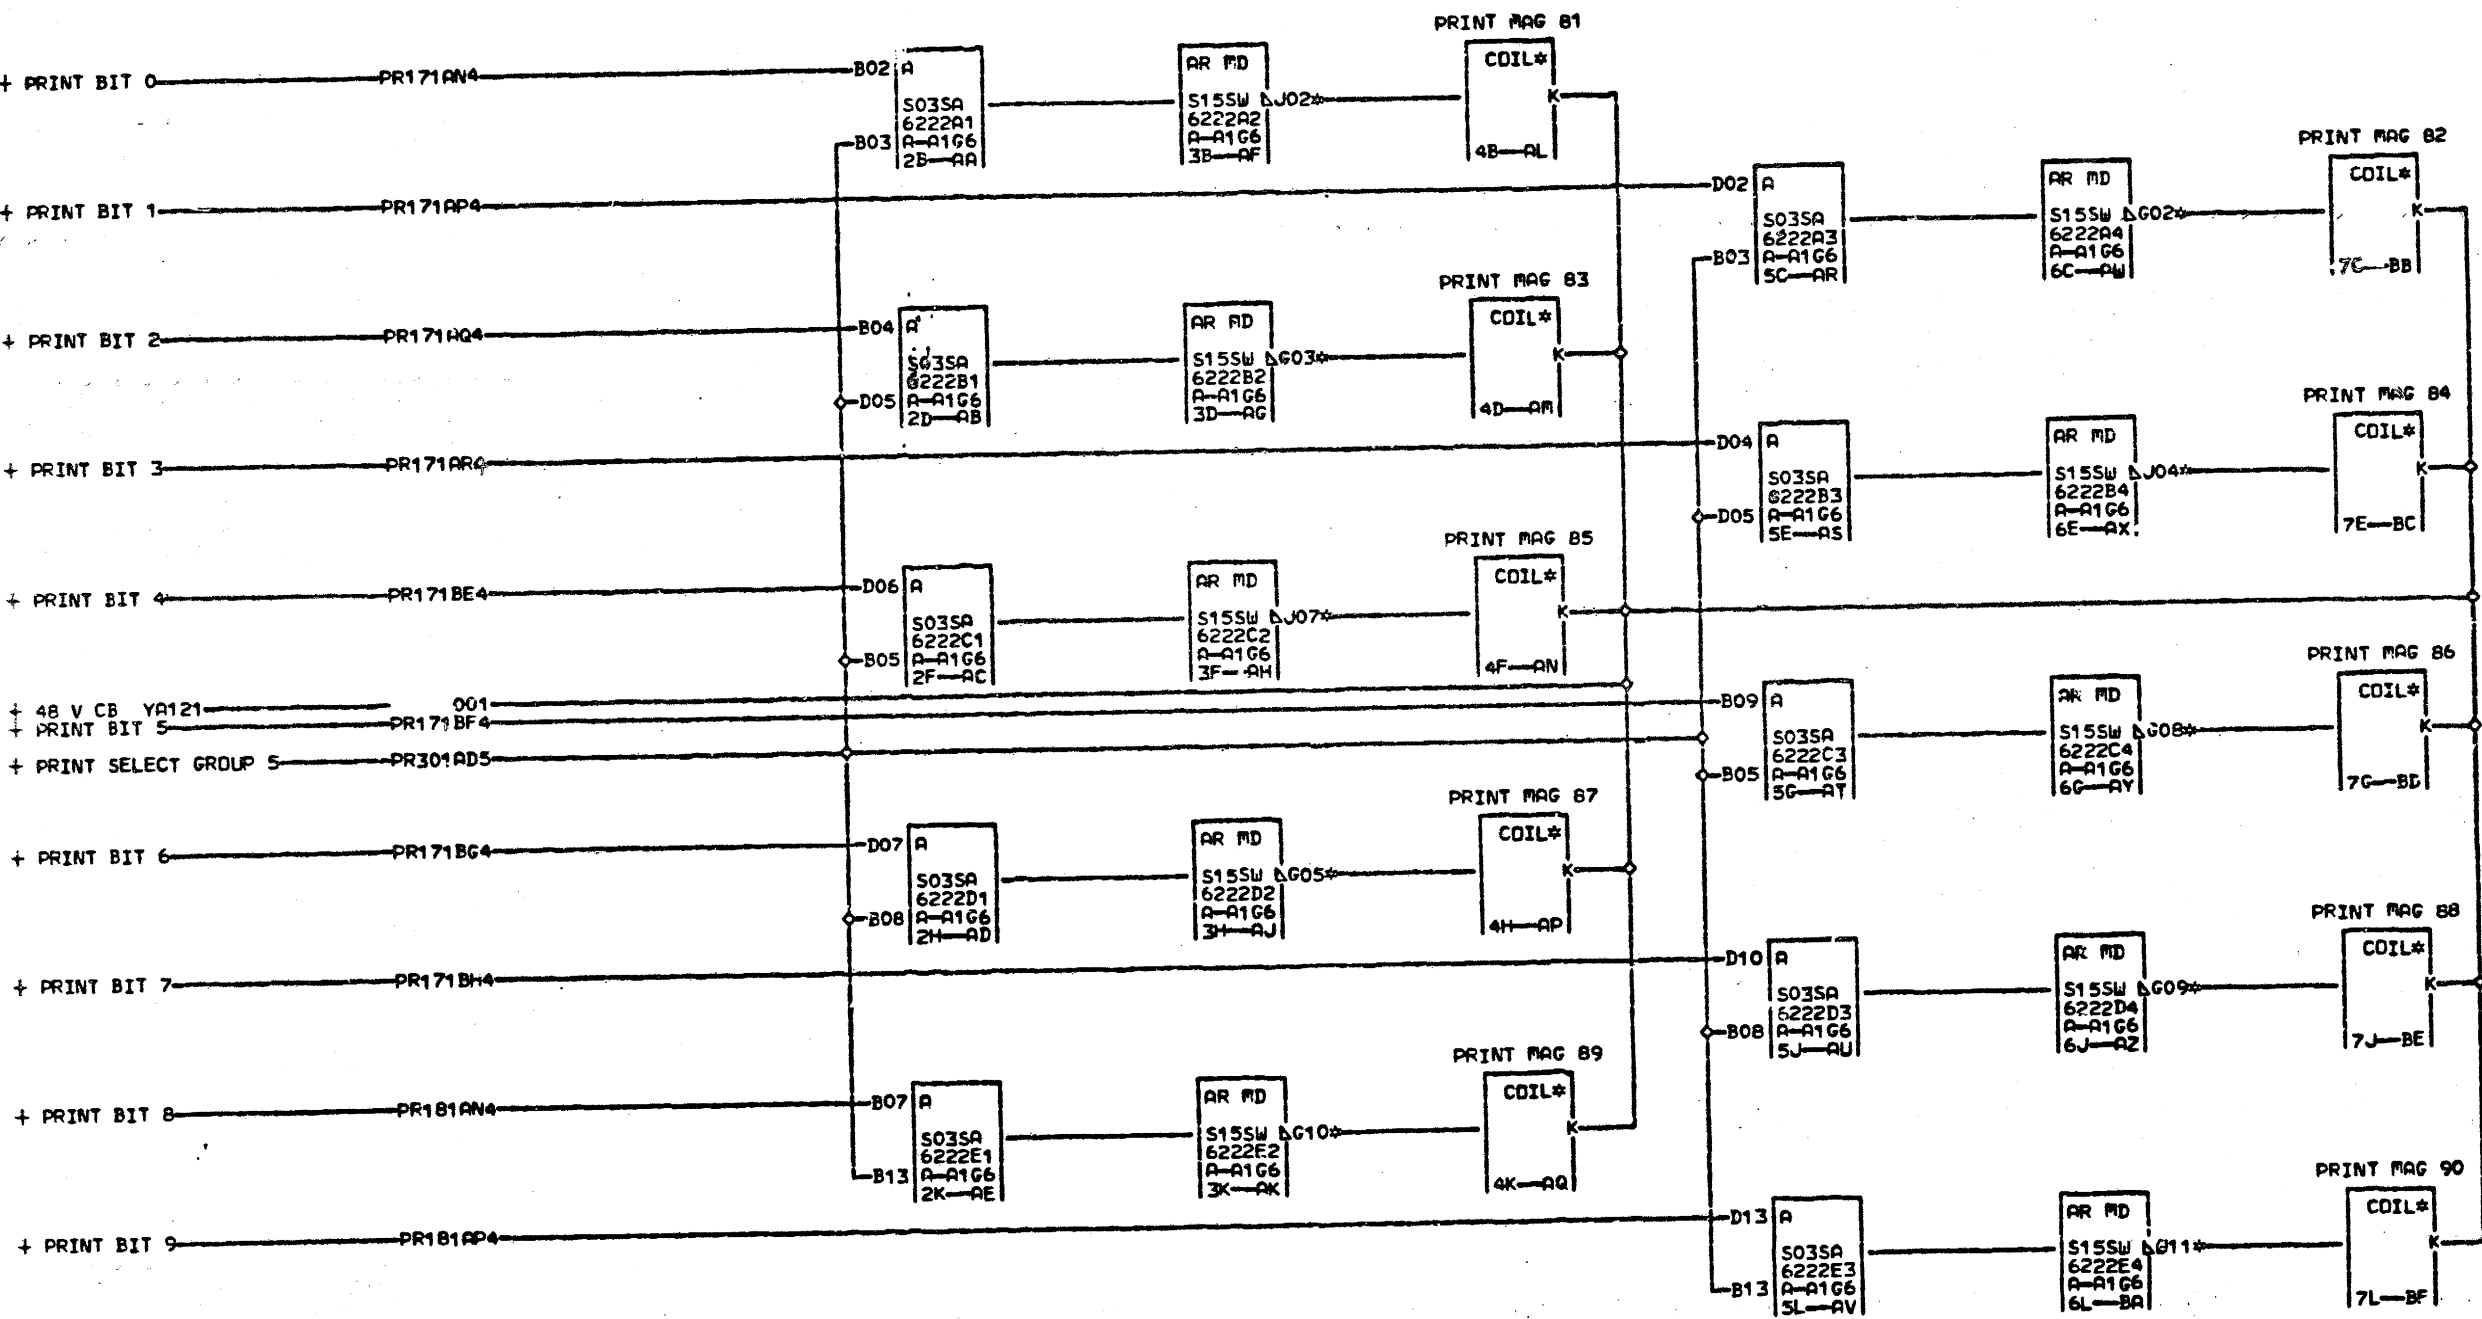 PRINT MAG 81
+ PRINT BIT 0 PR171AN4 B02 A
AR MD
COIL*
K
S03SA
6222A1
A-A1G6
2B-AA
B03
S15SW J02*
6222A2
A-A1G6
3B-AF
4B-AL
PRINT MAG 82
+ PRINT BIT 1 PR171AP4 D02 A
AR MD
COIL*
K
S03SA
6222A3
A-A1G6
5C-AR
B03
S15SW G02*
6222A4
A-A1G6
6C-AW
7C-BB
PRINT MAG 83
+ PRINT BIT 2 PR171AQ4 B04 A
AR MD
COIL*
K
S03SA
6222B1
A-A1G6
2D-AB
D05
S15SW G03*
6222B2
A-A1G6
3D-AG
4D-AM
PRINT MAG 84
+ PRINT BIT 3 PR171AR4 D04 A
AR MD
COIL*
K
S03SA
6222B3
A-A1G6
5E-AS
D05
S15SW J04*
6222B4
A-A1G6
6E-AX
7E-BC
PRINT MAG 85
+ PRINT BIT 4 PR171BE4 D06 A
AR MD
COIL*
K
S03SA
6222C1
A-A1G6
2F-AC
B05
S15SW J07*
6222C2
A-A1G6
3F-AH
4F-AN
+ 48 V CB YA121 001
PRINT MAG 86
+ PRINT BIT 5 PR171BF4 B09 A
AR MD
COIL*
K
S03SA
6222C3
A-A1G6
5G-AT
B05
S15SW G08*
6222C4
A-A1G6
6G-AY
7G-BD
+ PRINT SELECT GROUP 5 PR301AD5
PRINT MAG 87
+ PRINT BIT 6 PR171BG4 D07 A
AR MD
COIL*
K
S03SA
6222D1
A-A1G6
2H-AD
B08
S15SW G05*
6222D2
A-A1G6
3H-AJ
4H-AP
PRINT MAG 88
+ PRINT BIT 7 PR171BH4 D10 A
AR MD
COIL*
K
S03SA
6222D3
A-A1G6
5J-AU
B08
S15SW G09*
6222D4
A-A1G6
6J-AZ
7J-BE
PRINT MAG 89
+ PRINT BIT 8 PR181AN4 B07 A
AR MD
COIL*
K
S03SA
6222E1
A-A1G6
2K-AE
B13
S15SW G10*
6222E2
A-A1G6
3K-AK
4K-AQ
PRINT MAG 90
+ PRINT BIT 9 PR181AP4 D13 A
AR MD
COIL*
K
S03SA
6222E3
A-A1G6
5L-AV
B13
S15SW G11*
6222E4
A-A1G6
6L-BA
7L-BF